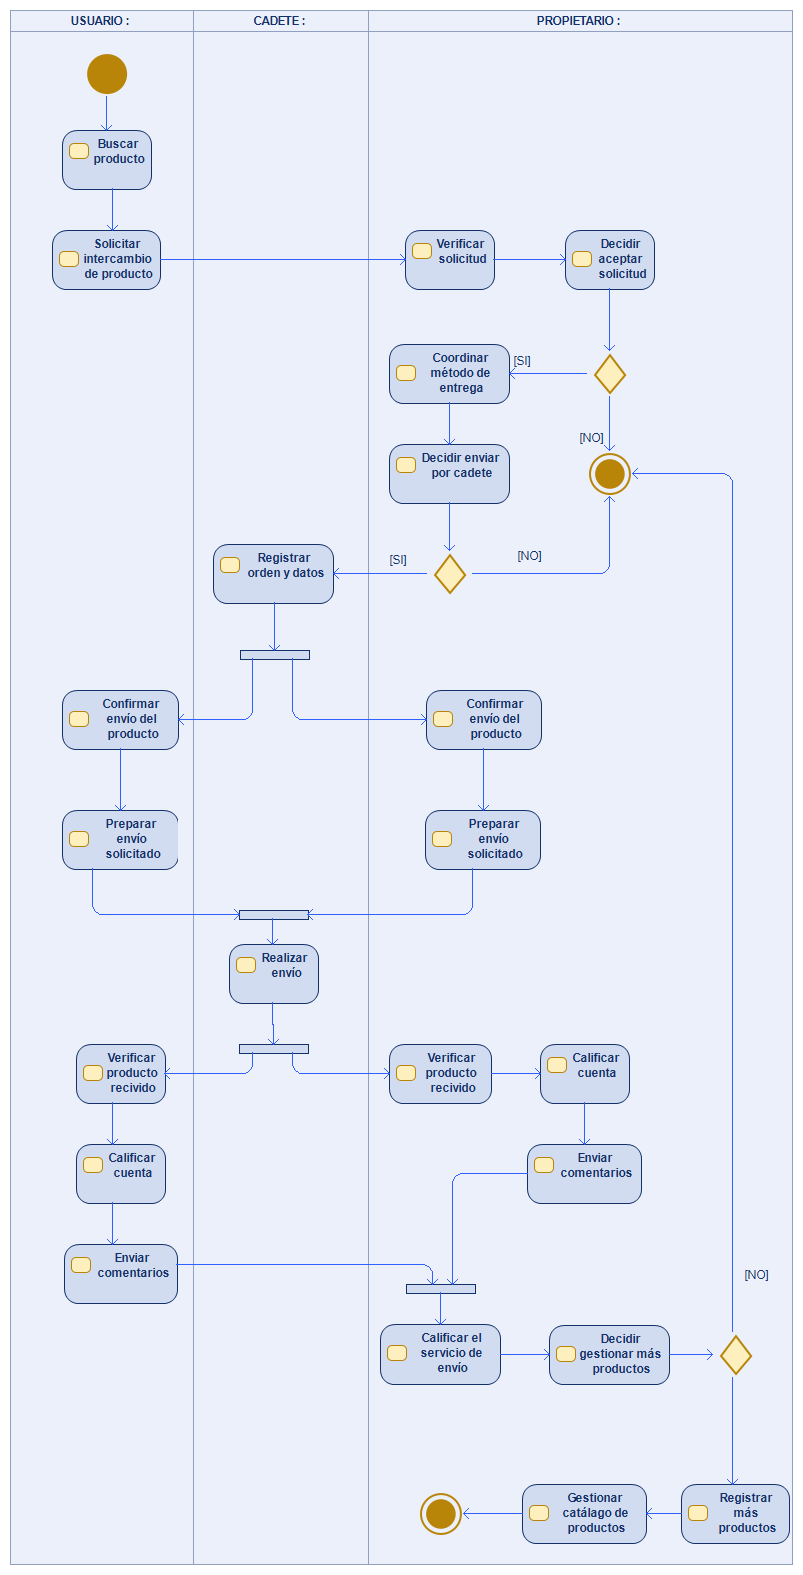 USUARIO :
CADETE :
PROPIETARIO :
Buscar
producto
Solicitar
intercambio
de producto
Verificar
solicitud
Decidir
aceptar
solicitud
Coordinar
método de
entrega
[SI]
[NO]
Decidir enviar
por cadete
Registrar
orden y datos
[SI]
[NO]
Confirmar
envío del
producto
Confirmar
envío del
producto
Preparar
envío
solicitado
Preparar
envío
solicitado
Realizar
envío
Verificar
producto
recivido
Verificar
producto
recivido
Calificar
cuenta
Calificar
cuenta
Enviar
comentarios
Enviar
comentarios
[NO]
Calificar el
servicio de
envío
Decidir
gestionar más
productos
Gestionar
catálago de
productos
Registrar
más
productos